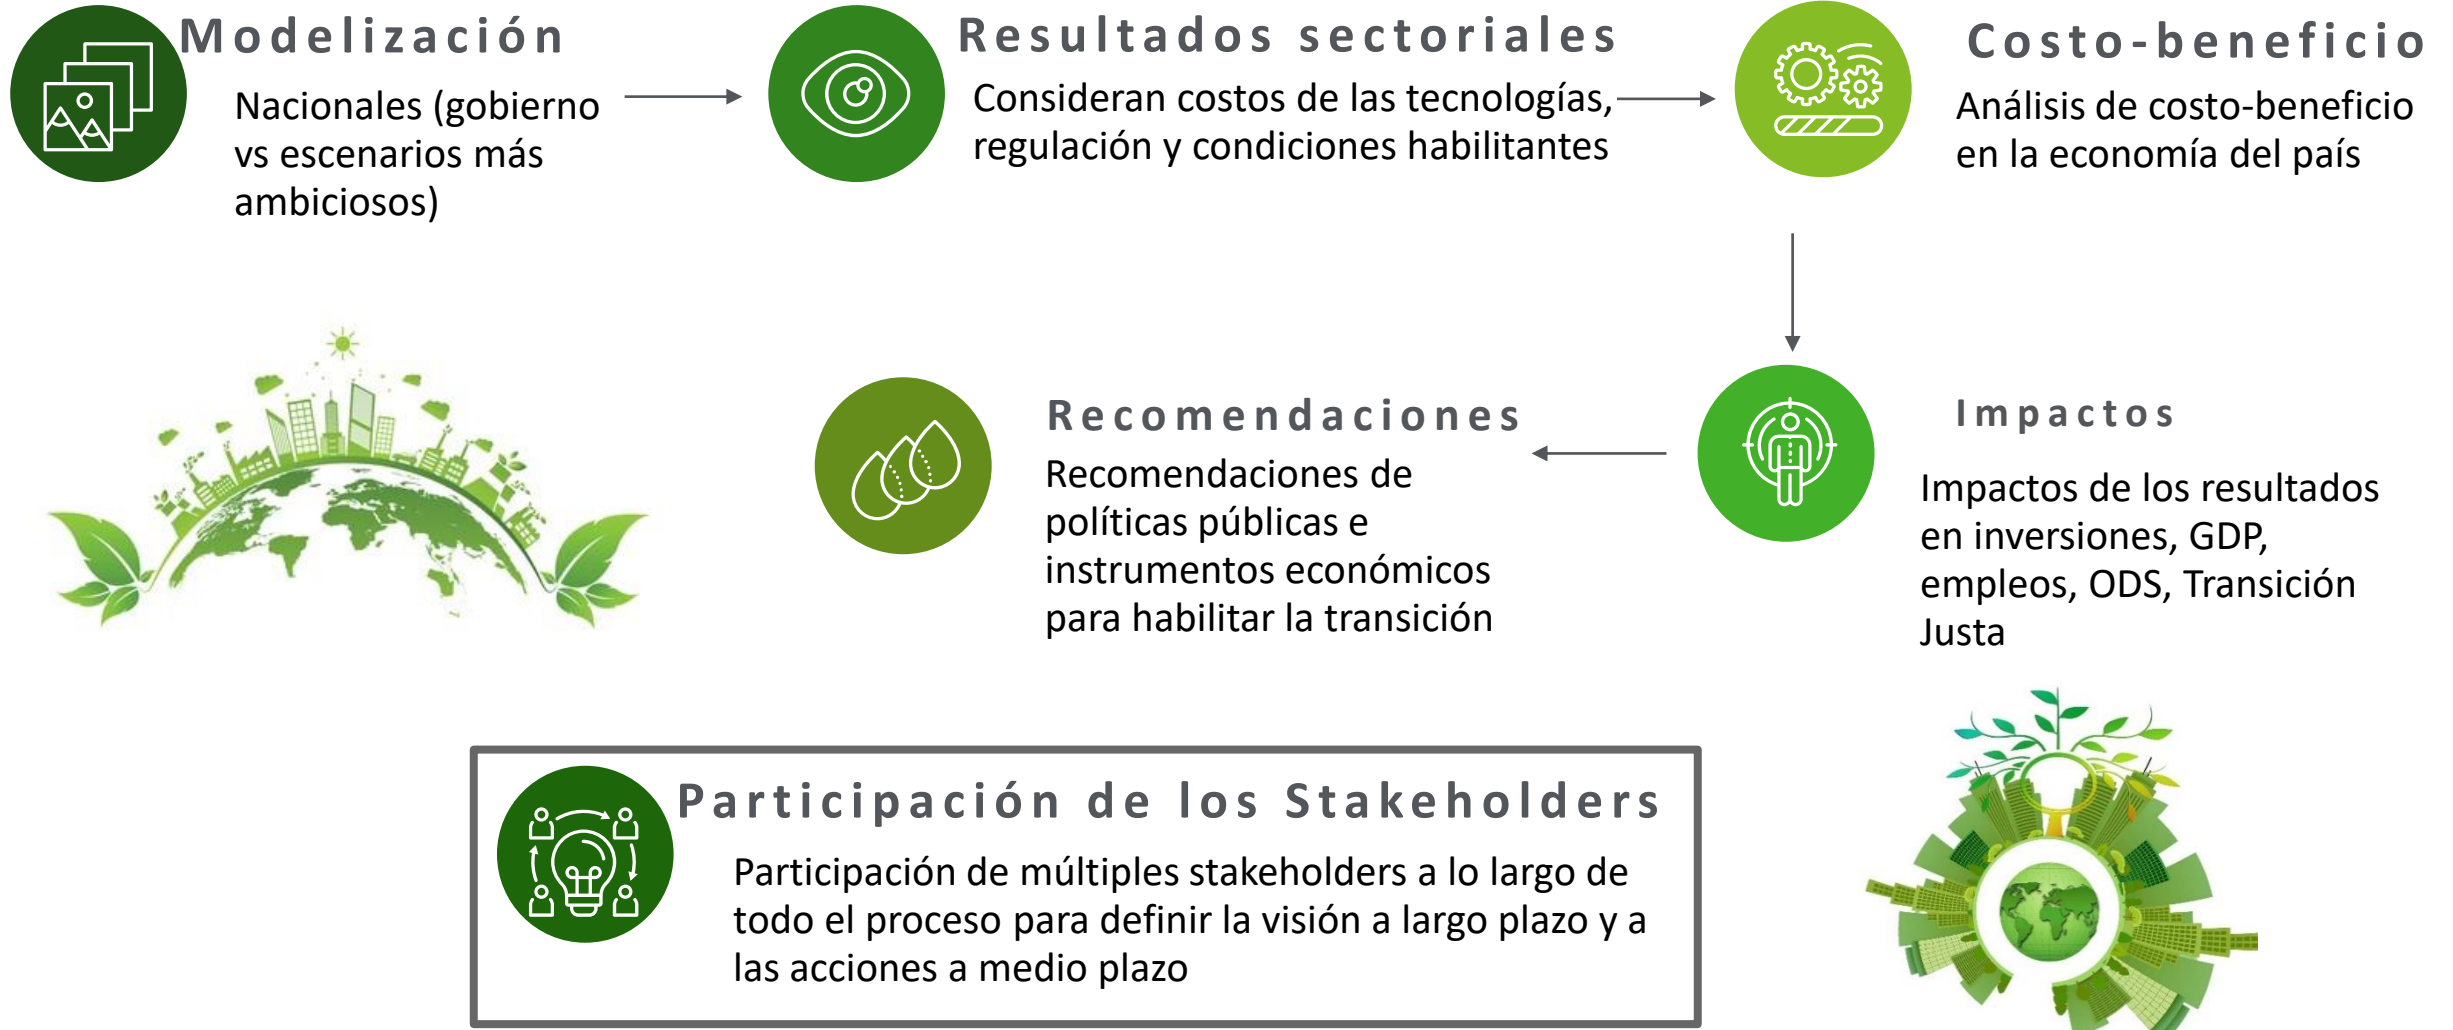 Modelización
Nacionales (gobierno
vs escenarios más
ambiciosos)
Resultados sectoriales
Consideran costos de las tecnologías,
regulación y condiciones habilitantes
Costo-beneficio
Análisis de costo-beneficio
en la economía del país
Impactos
Impactos de los resultados
en inversiones, GDP,
empleos, ODS, Transición
Justa
Recomendaciones
Recomendaciones de
políticas públicas e
instrumentos económicos
para habilitar la transición
Participación de los Stakeholders
Participación de múltiples stakeholders a lo largo de
todo el proceso para definir la visión a largo plazo y a
las acciones a medio plazo